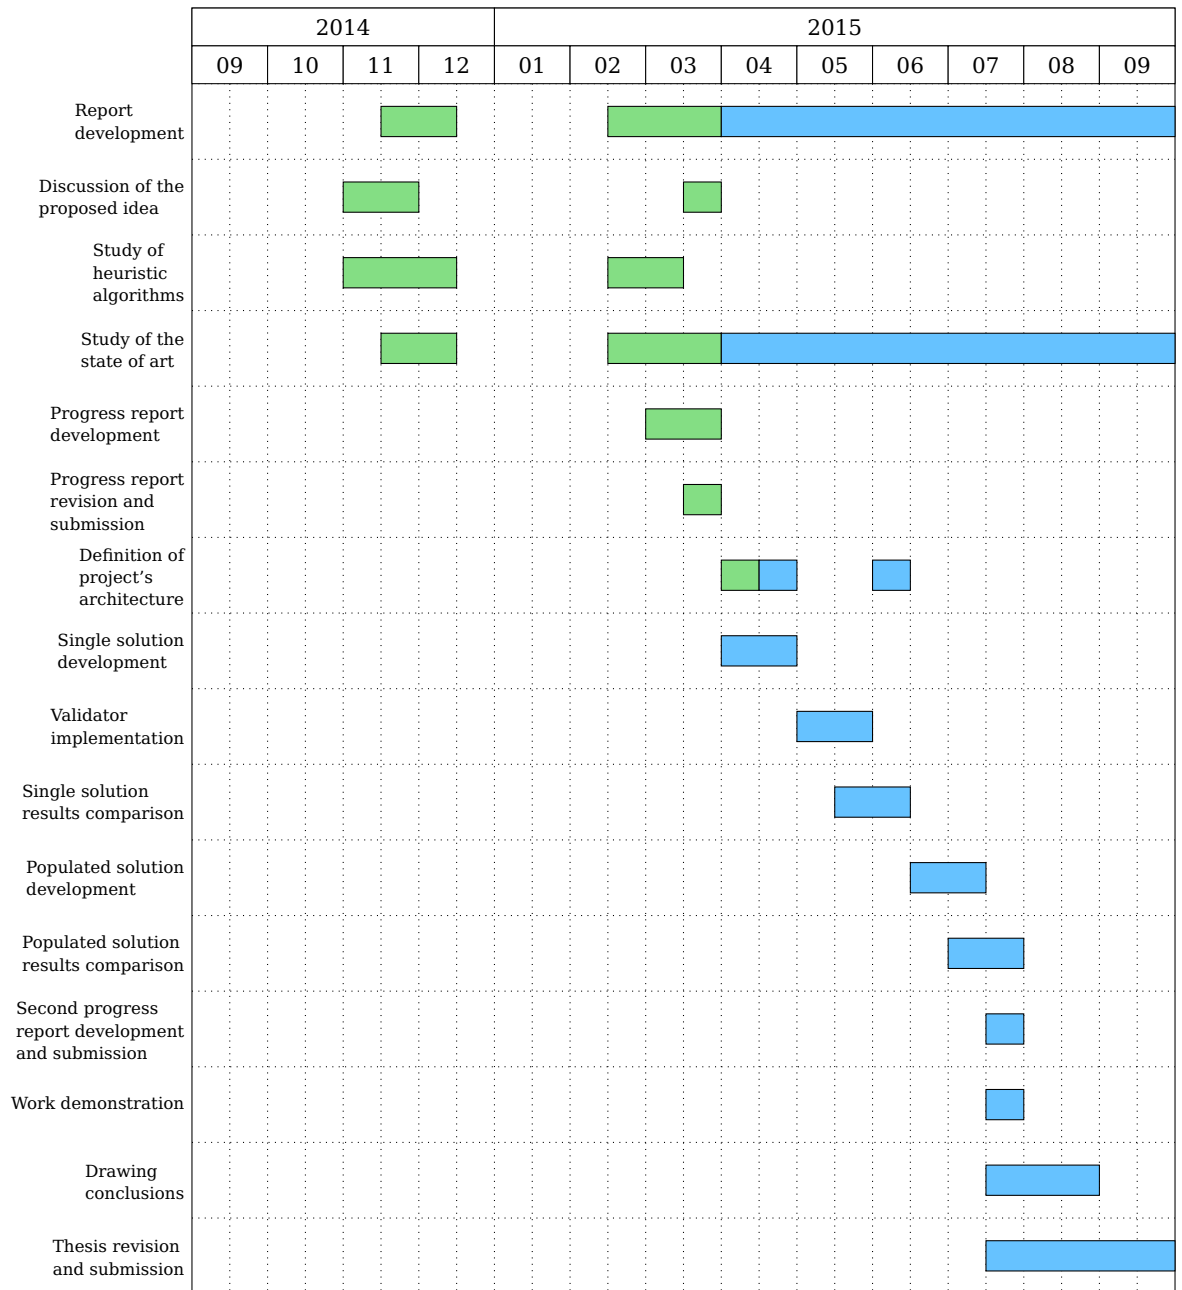 2014 2015
09 10 11 12 01 02 03 04 05 06 07 08 09
Report
development
Discussion of the
proposed idea
Study of
heuristic
algorithms
Study of the
state of art
Progress report
development
Progress report
revision and
submission
Definition of
project’s
architecture
Single solution
development
Validator
implementation
Single solution
results comparison
Populated solution
development
Populated solution
results comparison
Second progress
report development
and submission
Work demonstration
Drawing
conclusions
Thesis revision
and submission